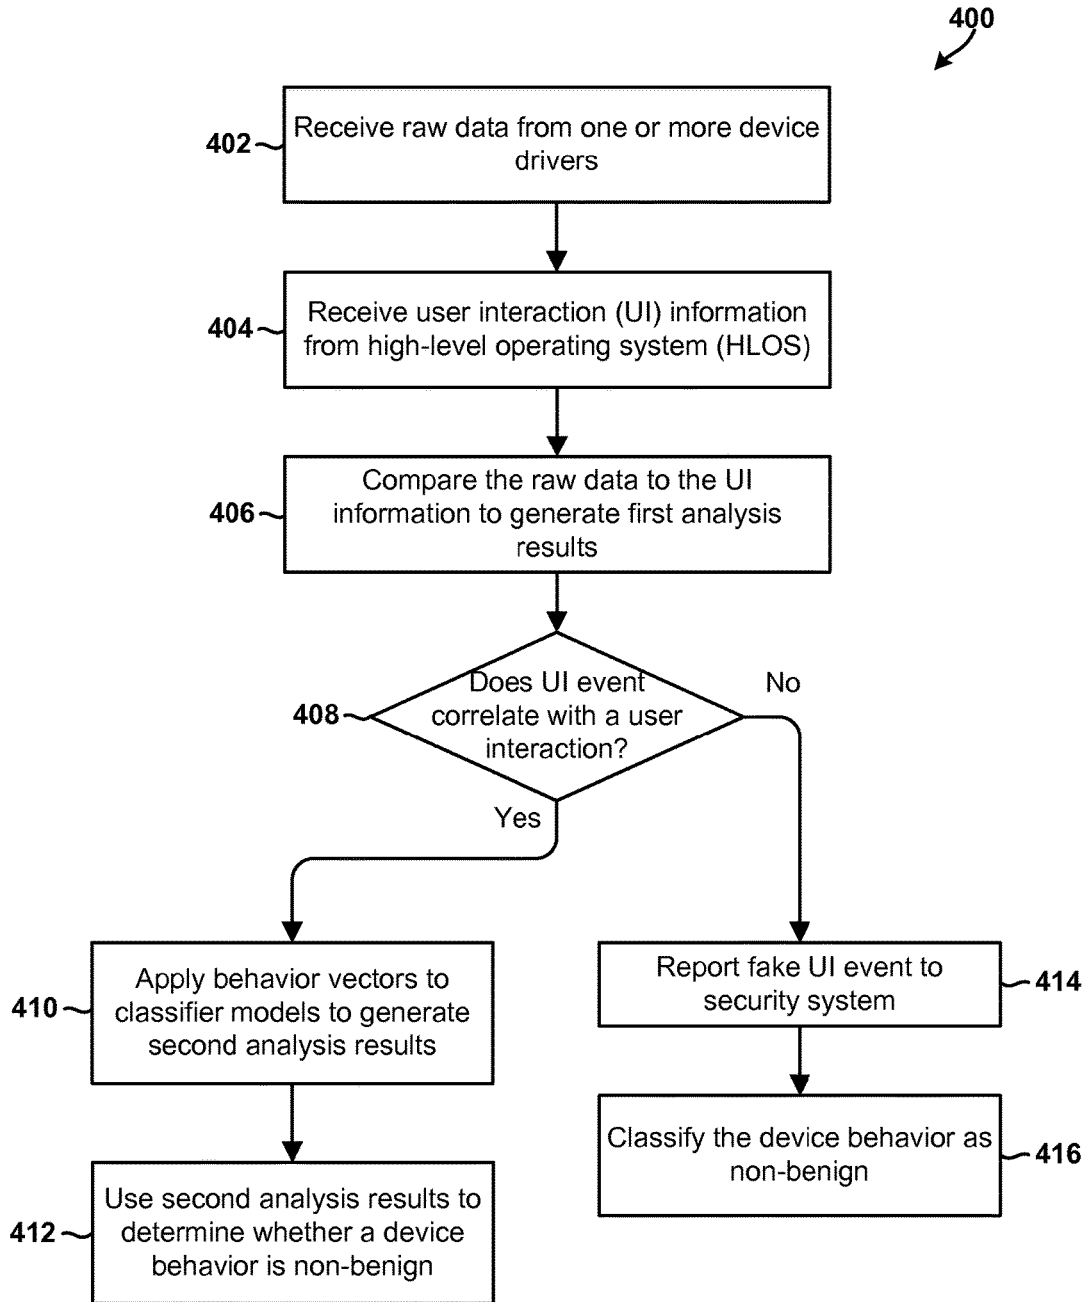 400
Receive raw data from one or more device
drivers
402
Receive user interaction (UI) information
from high-level operating system (HLOS)
404
Compare the raw data to the UI
information to generate first analysis
results
406
Does UI event
correlate with a user
interaction?
408
No
Yes
Apply behavior vectors to
classifier models to generate
second analysis results
410
Report fake UI event to
security system
414
Use second analysis results to
determine whether a device
behavior is non-benign
412
Classify the device behavior as
non-benign
416